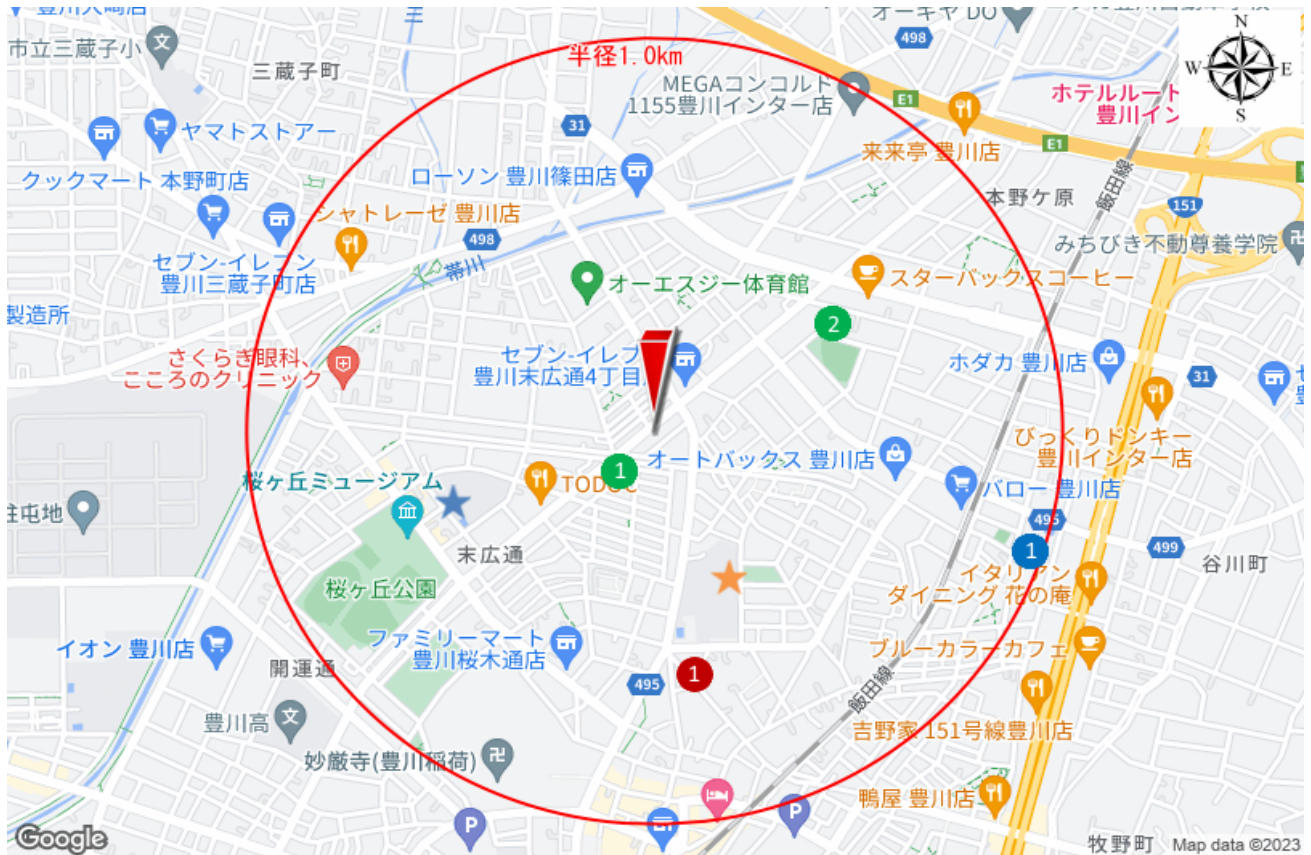 オーキヤ DO
市立三蔵子小
三蔵子町
498
半径1.0km
MEGAコンコルド
1155豊川インター店
E1
N
W
E
S
ホテルルート
豊川イン
ヤマトストアー
31
来来亭 豊川店
E1
クックマート 本野町店
ローソン 豊川篠田店
本野ケ原
飯田線
151
シャトレーゼ 豊川店
498
みちびき不動尊養学院
セブン-イレブン
豊川三蔵子町店
帯川
オーエスジー体育館
スターバックスコーヒー
製造所
2
さくらぎ眼科、
こころのクリニック
セブン-イレブ
豊川末広通4丁目
ホダカ 豊川店
31
びっくりドンキー
豊川インター店
桜ヶ丘ミュージアム
TODOC
1
オートバックス 豊川店
バロー 豊川店
駐屯地
495
499
末広通
1
谷川町
イタリアン
ダイニング 花の庵
桜ヶ丘公園
イオン 豊川店
ファミリーマート
豊川桜木通店
ブルーカラーカフェ
開運通
495
1
飯田線
豊川高
吉野家 151号線豊川店
妙厳寺(豊川稲荷)
鴨屋 豊川店
P
P
Google
牧野町
Map data ©2023